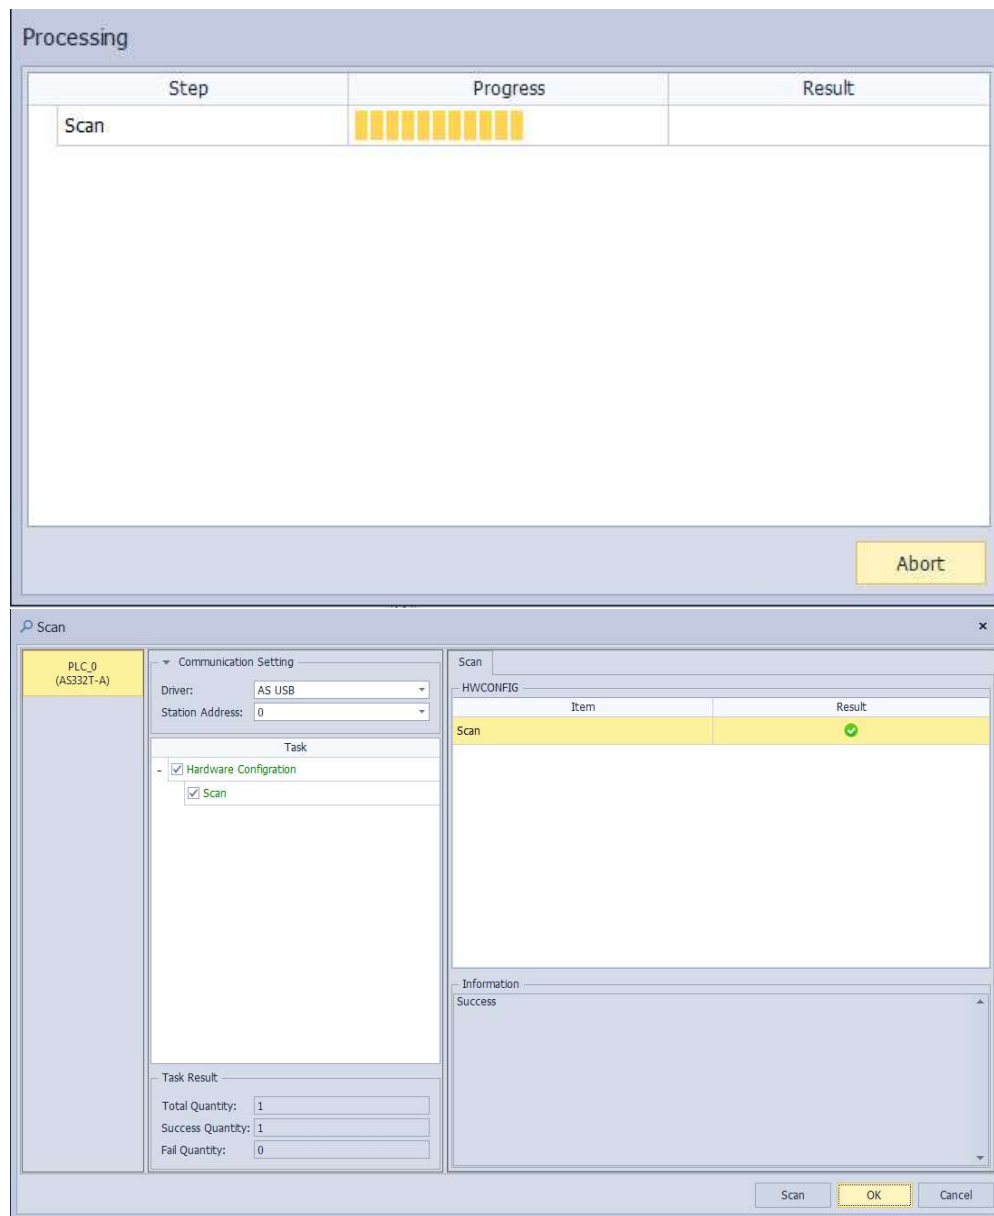 Processing
Step Progress Result
Scan
Abort
Scan ×
PLC_0
(AS332T-A)
Communication Setting
Driver: AS USB
Station Address: 0
Task
- Hardware Configration
Scan
Task Result
Total Quantity: 1
Success Quantity: 1
Fail Quantity: 0
Scan
HWCONFIG
Item Result
Scan
Information
Success
Scan OK Cancel